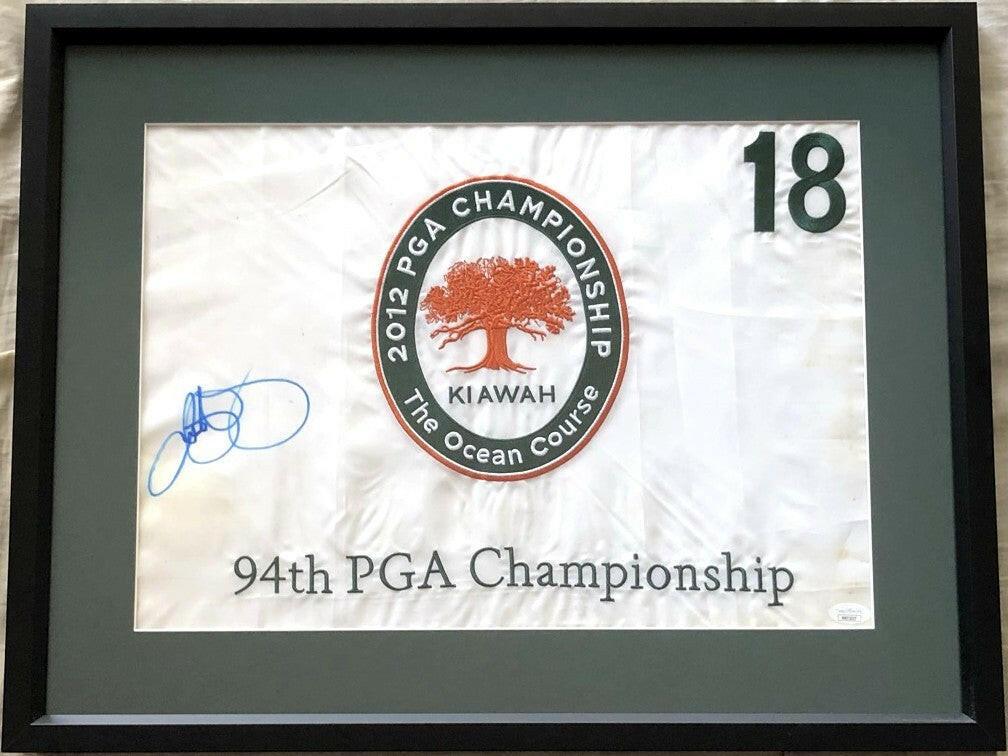 18
2012 PGA CHAMPIONSHIP
KIAWAH
The Ocean Course
94th PGA Championship